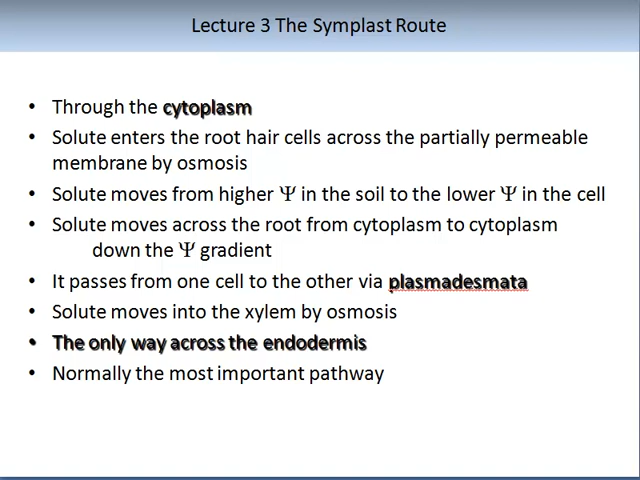 Lecture 3 The Symplast Route
• Through the cytoplasm
• Solute enters the root hair cells across the partially permeable
membrane by osmosis
• Solute moves from higher Ψ in the soil to the lower Ψ in the cell
• Solute moves across the root from cytoplasm to cytoplasm
down the Ψ gradient
• It passes from one cell to the other via plasmadesmata
• Solute moves into the xylem by osmosis
• The only way across the endodermis
• Normally the most important pathway